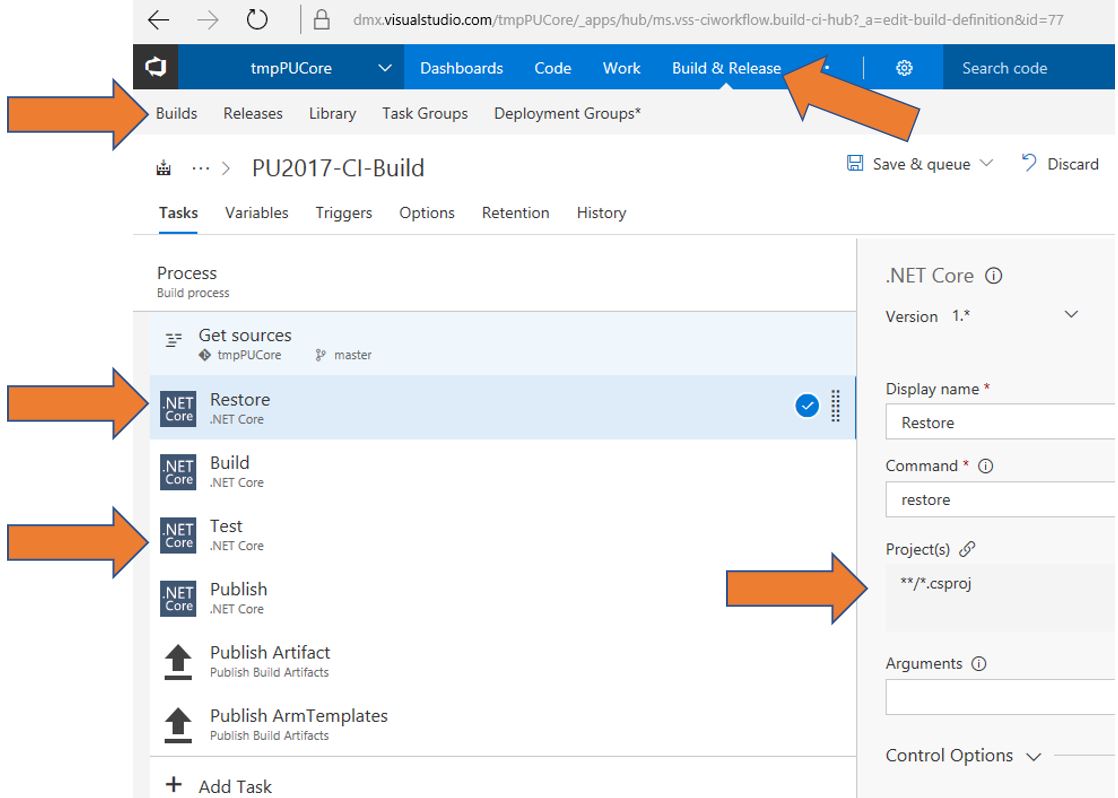 dmx.visualstudio.com/tmpPUCore/_apps/hub/ms.vss-ciworkflow.build-ci-hub?_a=edit-build-definition&id=77
tmpPUCore Dashboards Code Work Build & Release Search code
Builds Releases Library Task Groups Deployment Groups*
... > PU2017-CI-Build Save & queue Discard
Tasks Variables Triggers Options Retention History
Process
Build process
Get sources
tmpPUCore master
.NET Core Restore
.NET Core
.NET Core Build
.NET Core
.NET Core Test
.NET Core
.NET Core Publish
.NET Core
Publish Artifact
Publish Build Artifacts
Publish ArmTemplates
Publish Build Artifacts
+ Add Task
.NET Core
Version 1.*
Display name *
Restore
Command *
restore
Project(s)
**/*.csproj
Arguments
Control Options